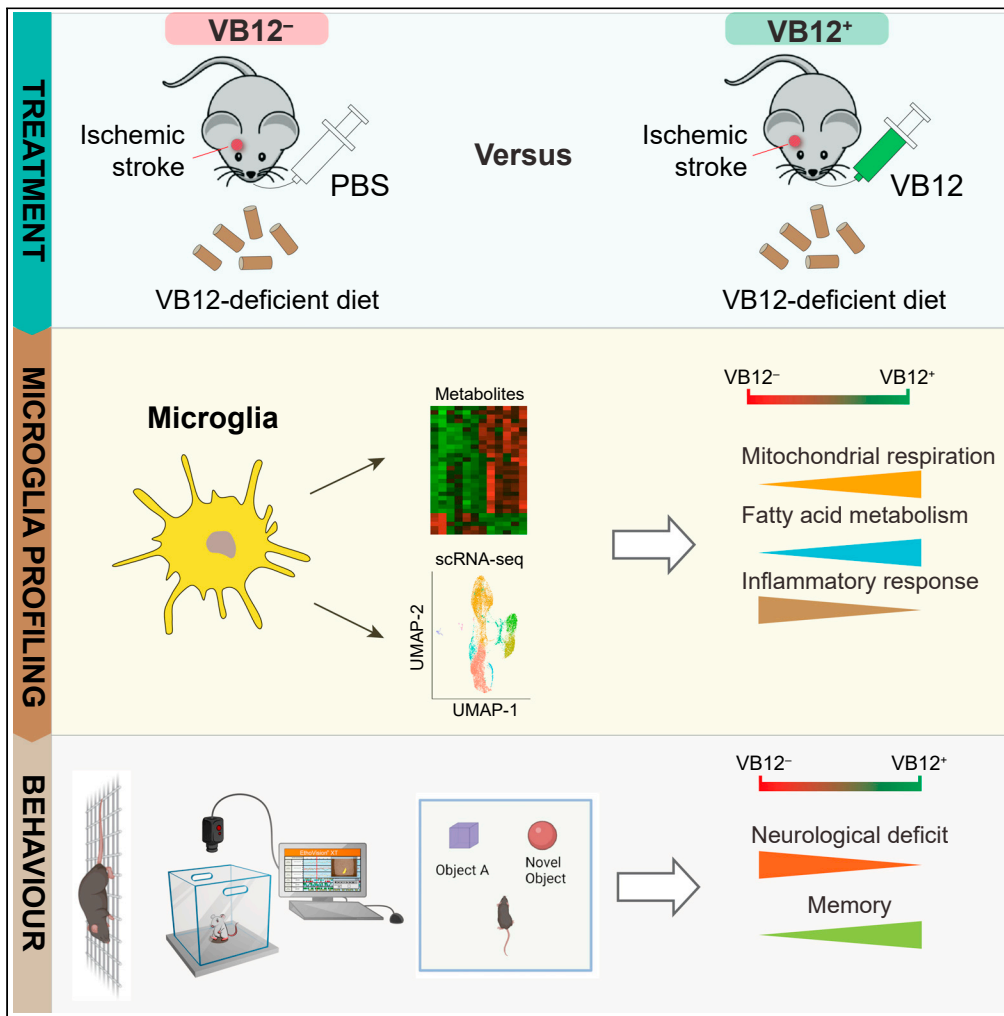 TREATMENT
VB12–
VB12+
Ischemic
stroke
PBS
VB12-deficient diet
Versus
Ischemic
stroke
VB12
VB12-deficient diet
MICROGLIA PROFILING
Microglia
Metabolites
scRNA-seq
UMAP-2
UMAP-1
VB12–
VB12+
Mitochondrial respiration
Fatty acid metabolism
Inflammatory response
BEHAVIOUR
EthoVision® XT
Object A
Novel
Object
VB12–
VB12+
Neurological deficit
Memory